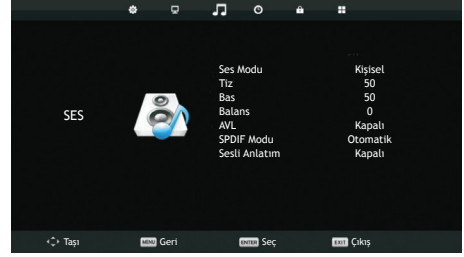 SES
Ses Modu Kişisel
Tiz 50
Bas 50
Balans 0
AVL Kapalı
SPDIF Modu Otomatik
Sesli Anlatım Kapalı
Taşı MENU Geri ENTER Seç EXIT Çıkış